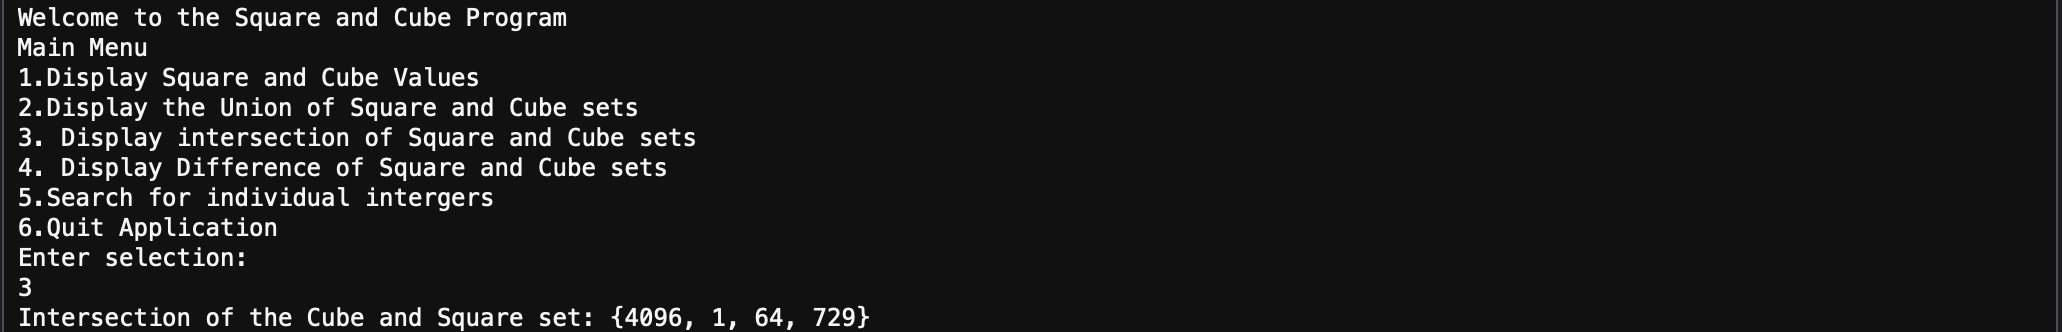 Welcome to the Square and Cube Program
Main Menu
1.Display Square and Cube Values
2.Display the Union of Square and Cube sets
3. Display intersection of Square and Cube sets
4. Display Difference of Square and Cube sets
5.Search for individual intergers
6.Quit Application
Enter selection:
3
Intersection of the Cube and Square set: {4096, 1, 64, 729}